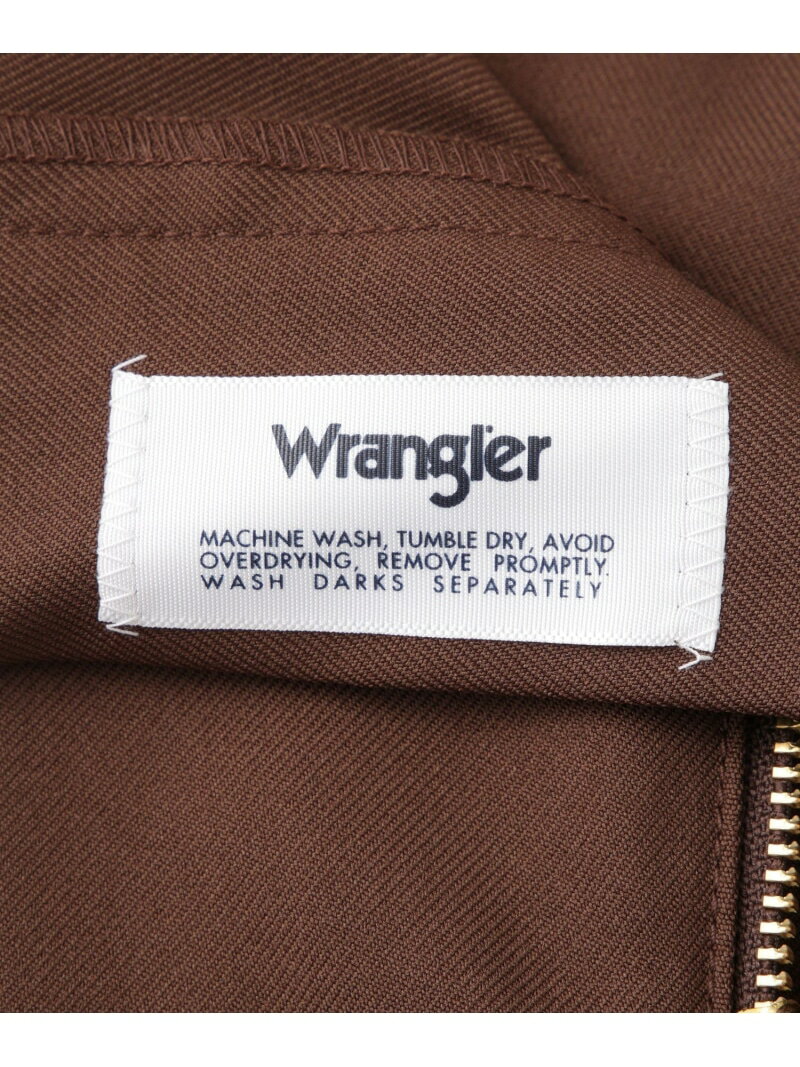 Wrangler
MACHINE WASH, TUMBLE DRY, AVOID
OVERDRYING, REMOVE PROMPTLY.
WASH DARKS SEPARATELY